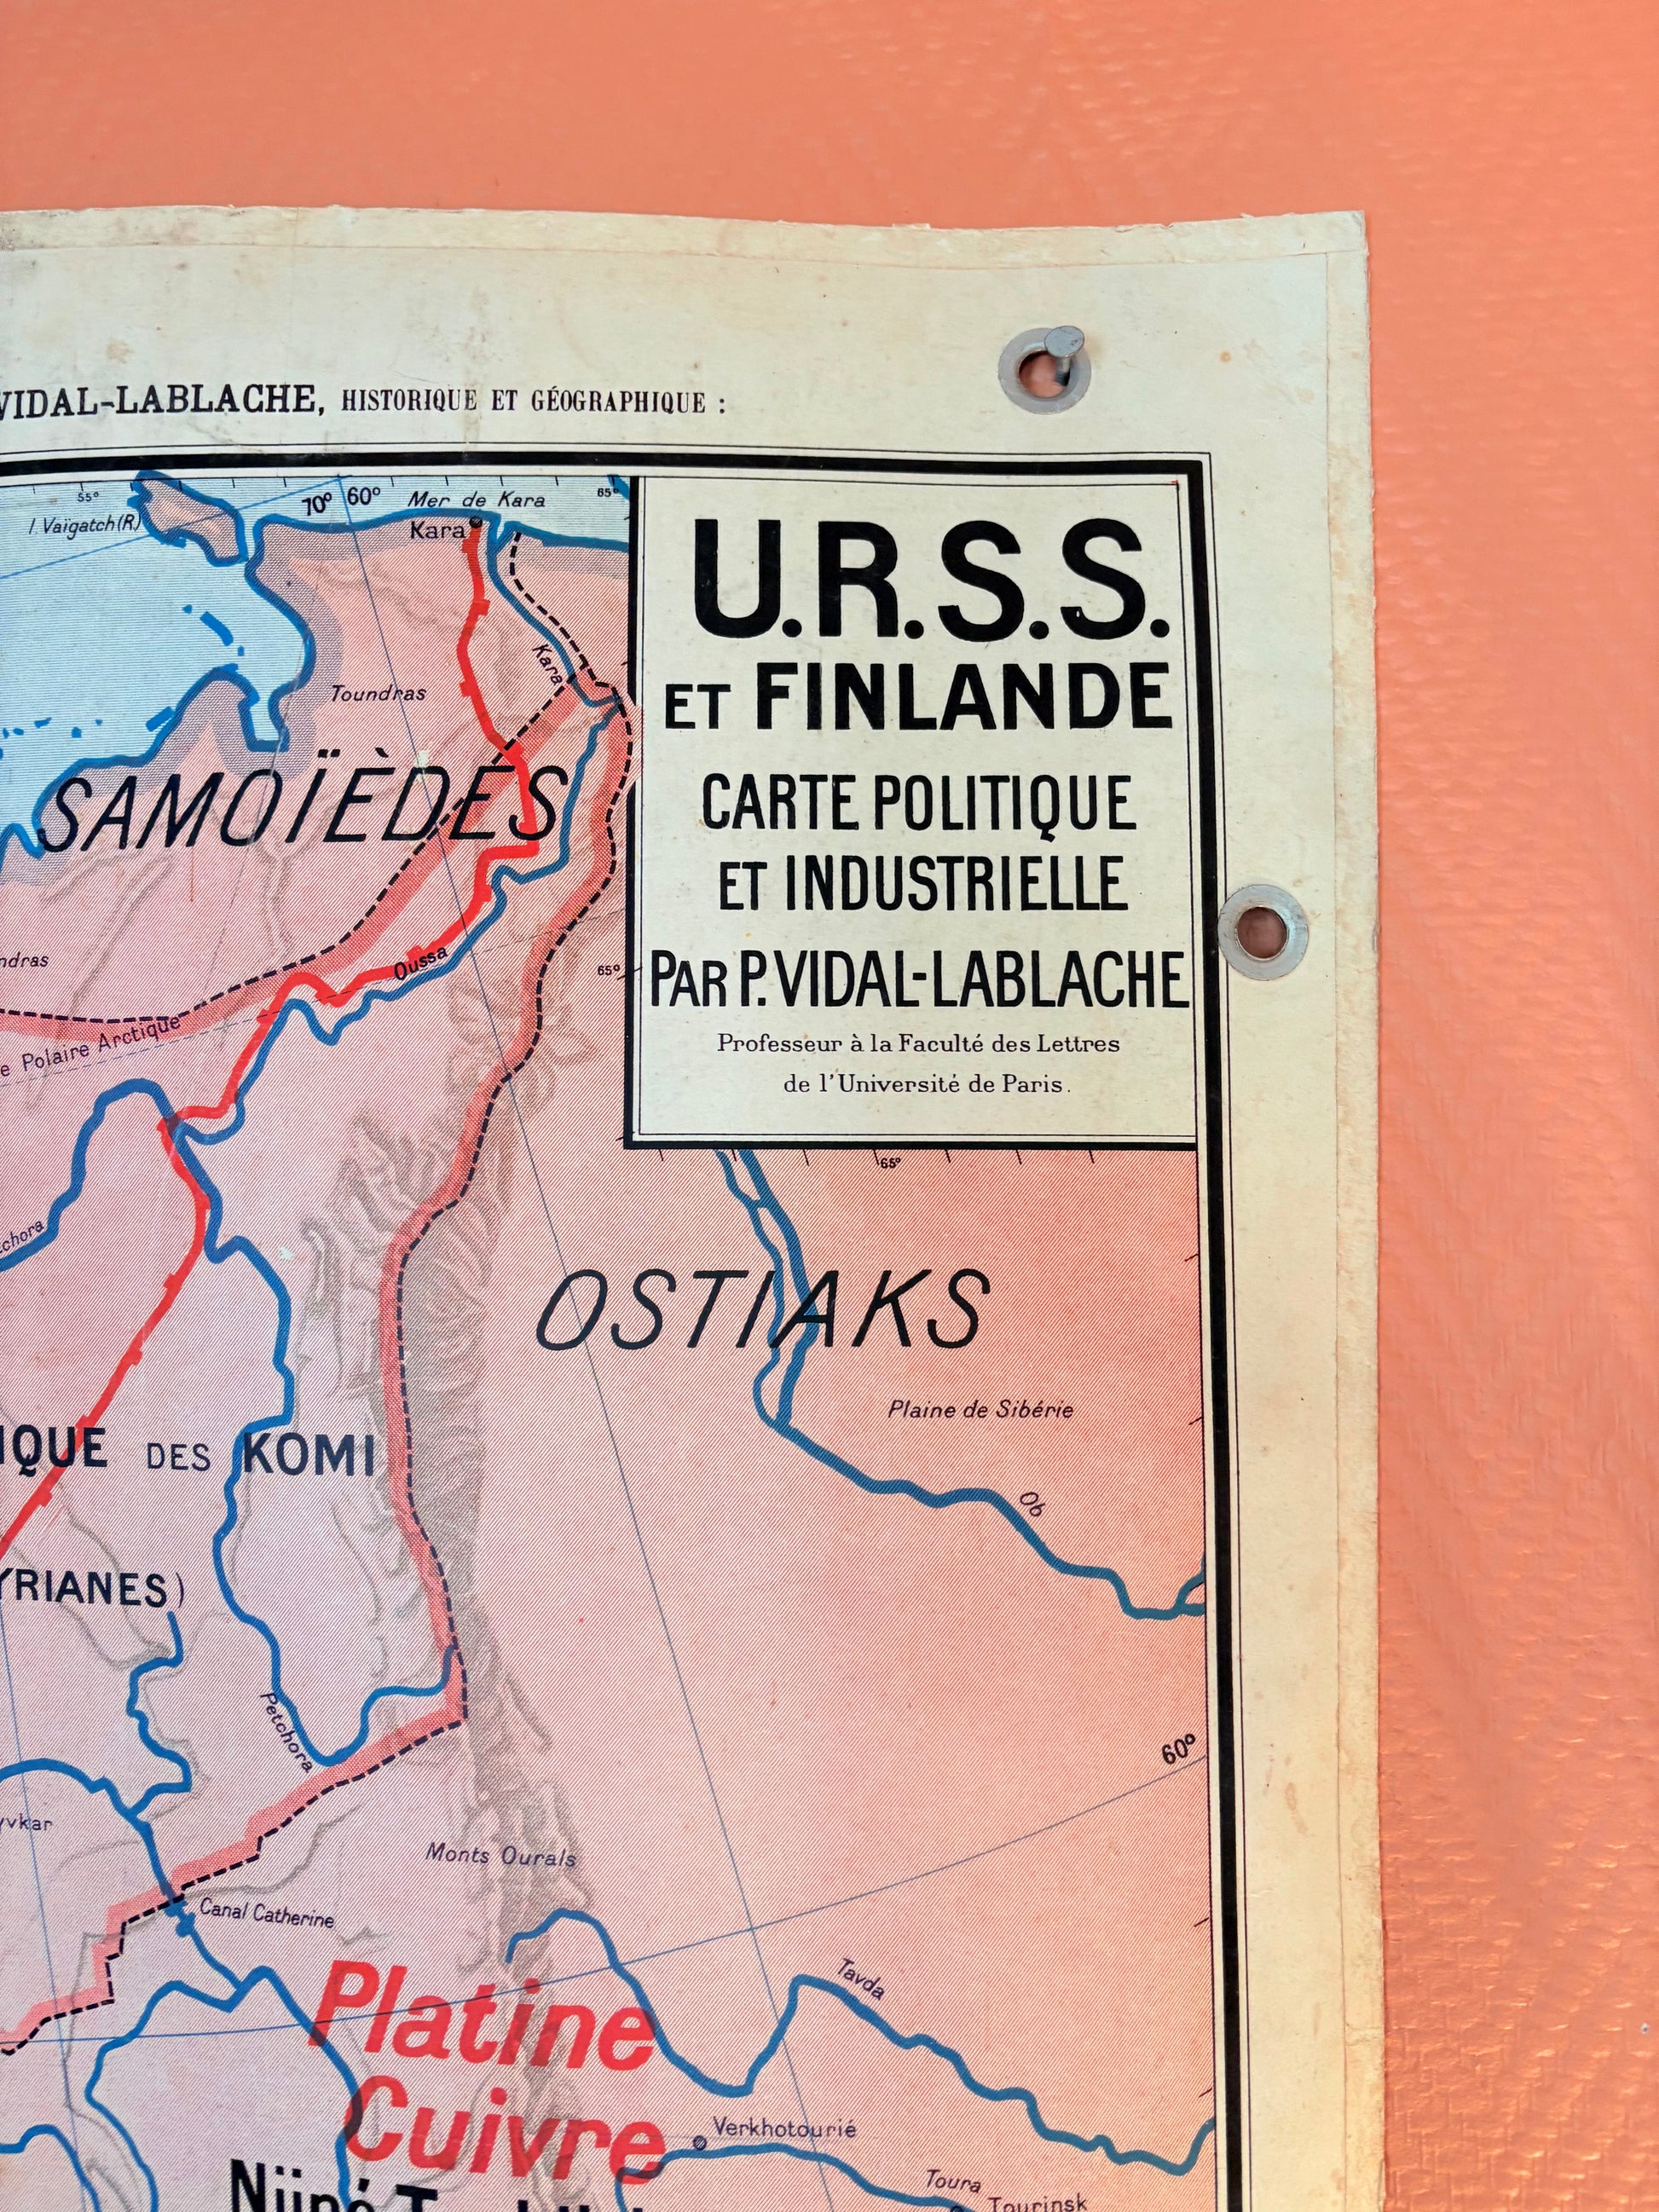 VIDAL-LABLACHE, HISTORIQUE ET GÉOGRAPHIQUE :
55° 70° 60° Mer de Kara 65°
I. Vaigatch (R.)
Kara
U.R.S.S.
ET FINLANDE
CARTE POLITIQUE
ET INDUSTRIELLE
PAR P. VIDAL-LABLACHE
Professeur à la Faculté des Lettres
de l'Université de Paris.
Kara
Toundras
SAMOÏÈDES
ndras
Oussa
65°
e Polaire Arctique
65°
tchora
OSTIAKS
Plaine de Sibérie
IQUE DES KOMI
Ob
YRIANES)
Petchora
60°
yvkar
Monts Ourals
Canal Catherine
Tavda
Platine
Cuivre
Verkhotourié
Toura
Tourinsk